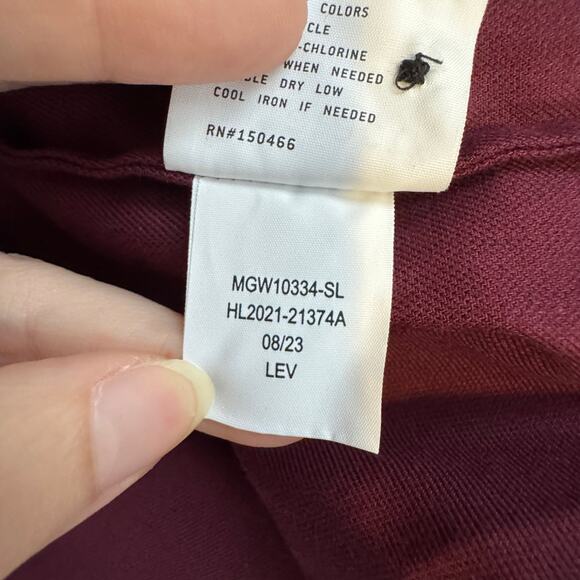 COLORS
CLE
-CHLORINE
WHEN NEEDED
LE DRY LOW
COOL IRON IF NEEDED
RN#150466
MGW10334-SL
HL2021-21374A
08/23
LEV